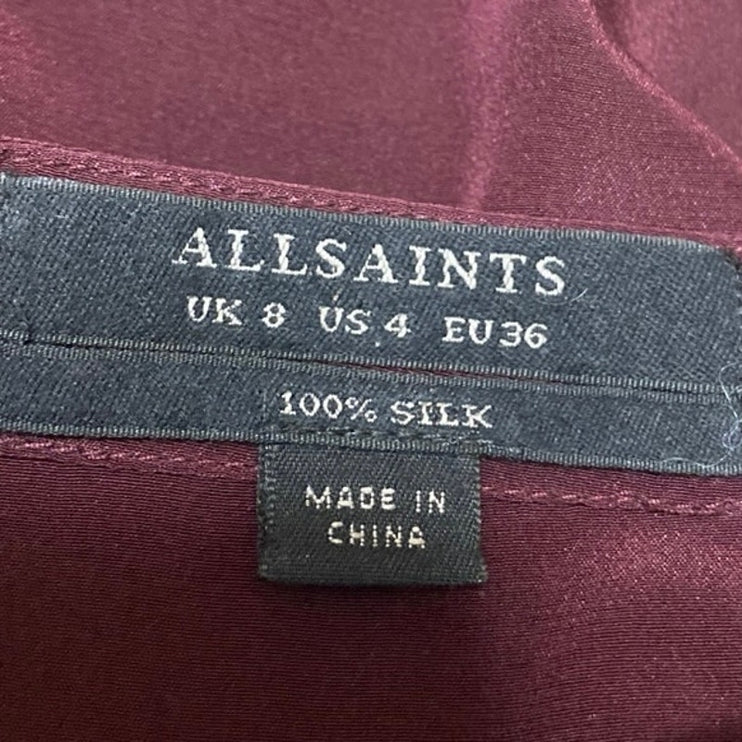 ALLSAINTS
UK 8 US 4 EU 36
100% SILK
MADE IN
CHINA